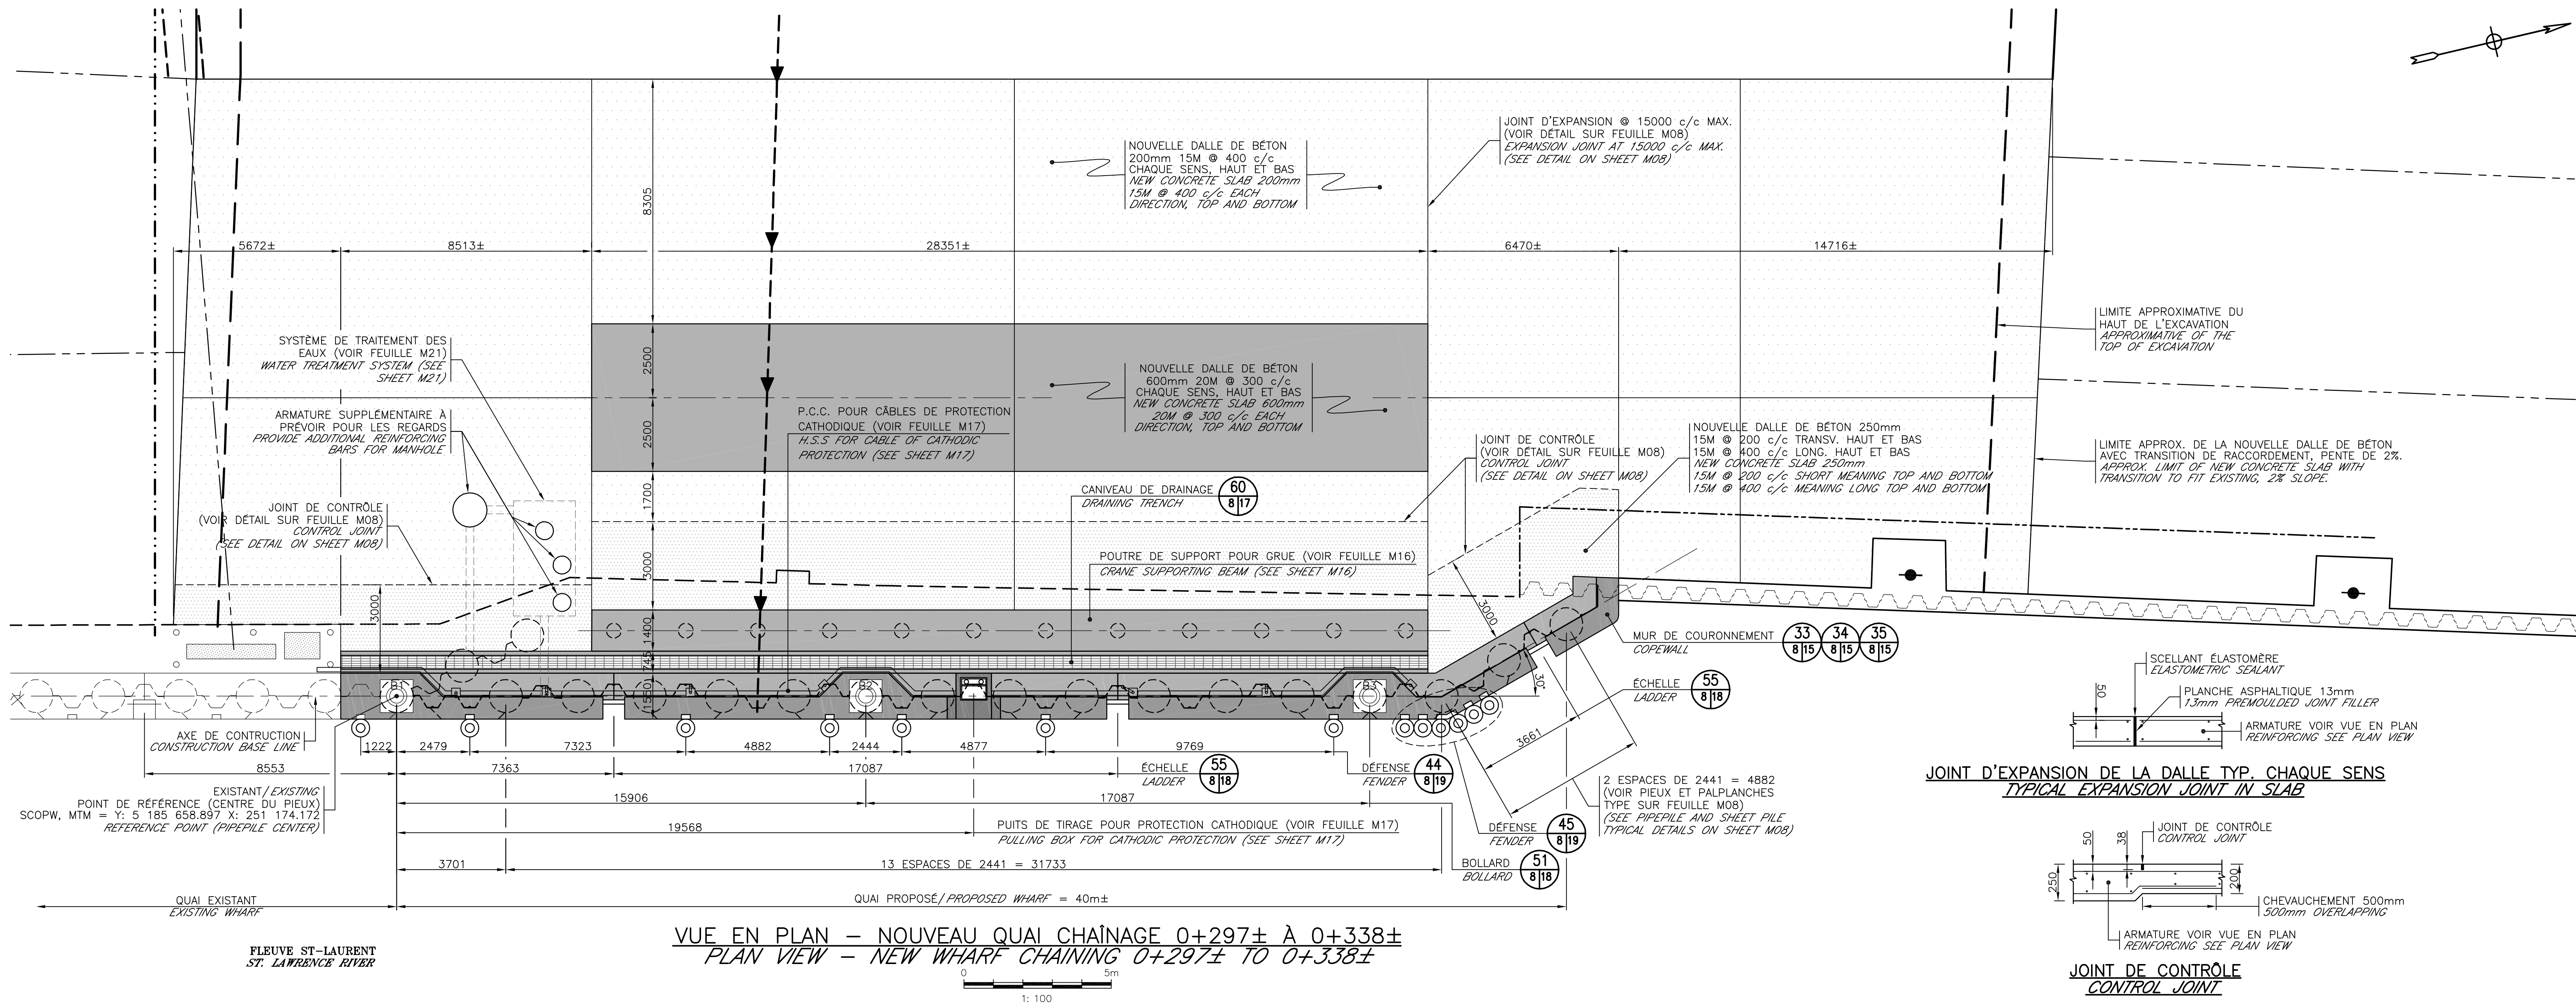 NOUVELLE DALLE DE BÉTON
200mm 15M @ 400 c/c
CHAQUE SENS, HAUT ET BAS
NEW CONCRETE SLAB 200mm
15M @ 400 c/c EACH
DIRECTION, TOP AND BOTTOM
JOINT D'EXPANSION @ 15000 c/c MAX.
(VOIR DÉTAIL SUR FEUILLE M08)
EXPANSION JOINT AT 15000 c/c MAX.
(SEE DETAIL ON SHEET M08)
8305
5672±
8513±
28351±
6470±
14716±
LIMITE APPROXIMATIVE DU
HAUT DE L'EXCAVATION
APPROXIMATIVE OF THE
TOP OF EXCAVATION
SYSTÈME DE TRAITEMENT DES
EAUX (VOIR FEUILLE M21)
WATER TREATMENT SYSTEM (SEE
SHEET M21)
2500
2500
NOUVELLE DALLE DE BÉTON
600mm 20M @ 300 c/c
CHAQUE SENS, HAUT ET BAS
NEW CONCRETE SLAB 600mm
20M @ 300 c/c EACH
DIRECTION, TOP AND BOTTOM
ARMATURE SUPPLÉMENTAIRE À
PRÉVOIR POUR LES REGARDS
PROVIDE ADDITIONAL REINFORCING
BARS FOR MANHOLE
P.C.C. POUR CÂBLES DE PROTECTION
CATHODIQUE (VOIR FEUILLE M17)
H.S.S FOR CABLE OF CATHODIC
PROTECTION (SEE SHEET M17)
JOINT DE CONTRÔLE
(VOIR DÉTAIL SUR FEUILLE M08)
CONTROL JOINT
(SEE DETAIL ON SHEET M08)
NOUVELLE DALLE DE BÉTON 250mm
15M @ 200 c/c TRANSV. HAUT ET BAS
15M @ 400 c/c LONG. HAUT ET BAS
NEW CONCRETE SLAB 250mm
15M @ 200 c/c SHORT MEANING TOP AND BOTTOM
15M @ 400 c/c MEANING LONG TOP AND BOTTOM
LIMITE APPROX. DE LA NOUVELLE DALLE DE BÉTON
AVEC TRANSITION DE RACCORDEMENT, PENTE DE 2%.
APPROX. LIMIT OF NEW CONCRETE SLAB WITH
TRANSITION TO FIT EXISTING, 2% SLOPE.
1700
CANIVEAU DE DRAINAGE
DRAINING TRENCH
60
8 17
JOINT DE CONTRÔLE
(VOIR DÉTAIL SUR FEUILLE M08)
CONTROL JOINT
(SEE DETAIL ON SHEET M08)
3000
3000
3000
POUTRE DE SUPPORT POUR GRUE (VOIR FEUILLE M16)
CRANE SUPPORTING BEAM (SEE SHEET M16)
1400
745
1550
B1
B2
B3
30°
MUR DE COURONNEMENT
COPEWALL
33
8 15
34
8 15
35
8 15
ÉCHELLE
LADDER
55
8 18
AXE DE CONTRUCTION
CONSTRUCTION BASE LINE
1222
2479
7323
4882
2444
4877
9769
3661
8553
7363
17087
ÉCHELLE
LADDER
55
8 18
DÉFENSE
FENDER
44
8 19
EXISTANT/EXISTING
POINT DE RÉFÉRENCE (CENTRE DU PIEUX)
SCOPW, MTM = Y: 5 185 658.897 X: 251 174.172
REFERENCE POINT (PIPEPILE CENTER)
15906
17087
2 ESPACES DE 2441 = 4882
(VOIR PIEUX ET PALPLANCHES
TYPE SUR FEUILLE M08)
(SEE PIPEPILE AND SHEET PILE
TYPICAL DETAILS ON SHEET M08)
19568
PUITS DE TIRAGE POUR PROTECTION CATHODIQUE (VOIR FEUILLE M17)
PULLING BOX FOR CATHODIC PROTECTION (SEE SHEET M17)
DÉFENSE
FENDER
45
8 19
3701
13 ESPACES DE 2441 = 31733
BOLLARD
BOLLARD
51
8 18
QUAI EXISTANT
EXISTING WHARF
QUAI PROPOSÉ/PROPOSED WHARF = 40m±
FLEUVE ST-LAURENT
ST. LAWRENCE RIVER
VUE EN PLAN – NOUVEAU QUAI CHAÎNAGE 0+297± À 0+338±
PLAN VIEW – NEW WHARF CHAINING 0+297± TO 0+338±
0
5m
1: 100
SCELLANT ÉLASTOMÈRE
ELASTOMETRIC SEALANT
50
PLANCHE ASPHALTIQUE 13mm
13mm PREMOULDED JOINT FILLER
ARMATURE VOIR VUE EN PLAN
REINFORCING SEE PLAN VIEW
JOINT D'EXPANSION DE LA DALLE TYP. CHAQUE SENS
TYPICAL EXPANSION JOINT IN SLAB
JOINT DE CONTRÔLE
CONTROL JOINT
50
38
250
200
CHEVAUCHEMENT 500mm
500mm OVERLAPPING
ARMATURE VOIR VUE EN PLAN
REINFORCING SEE PLAN VIEW
JOINT DE CONTRÔLE
CONTROL JOINT